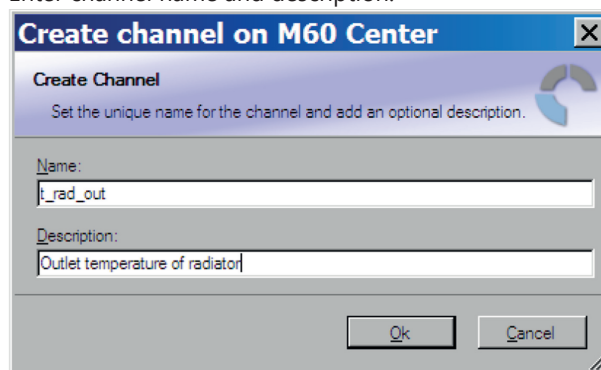 Enter channel name and description.
Create channel on M60 Center
Create Channel
Set the unique name for the channel and add an optional description.
Name:
t_rad_out
Description:
Outlet temperature of radiator
Ok
Cancel